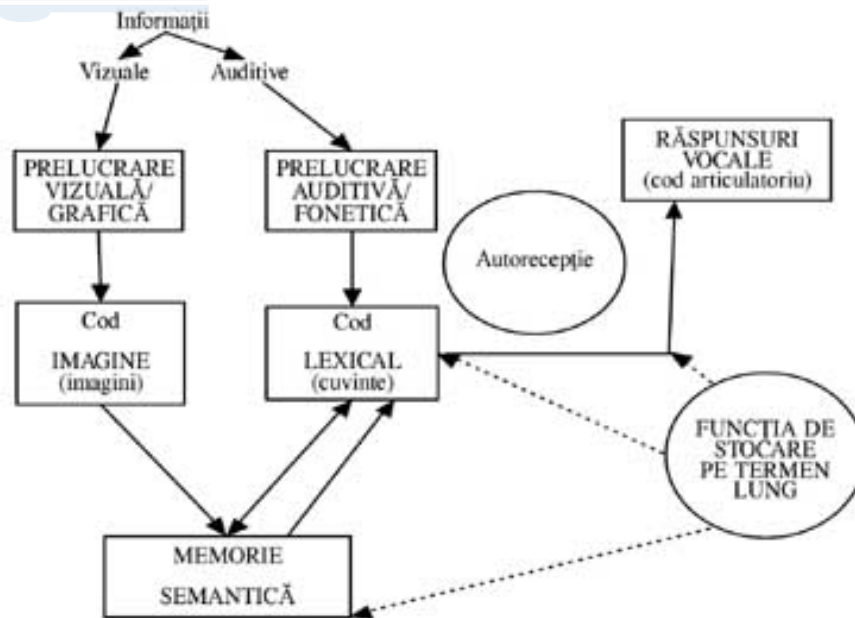 Informații
Vizuale
Auditive
PRELUCRARE
VIZUALĂ/
GRAFICĂ
PRELUCRARE
AUDITIVĂ/
FONETICĂ
RĂSPUNSURI
VOCALE
(cod articulatoriu)
Autorecepție
Cod
IMAGINE
(imagini)
Cod
LEXICAL
(cuvinte)
FUNCȚIA DE
STOCARE
PE TERMEN
LUNG
MEMORIE
SEMANTICĂ